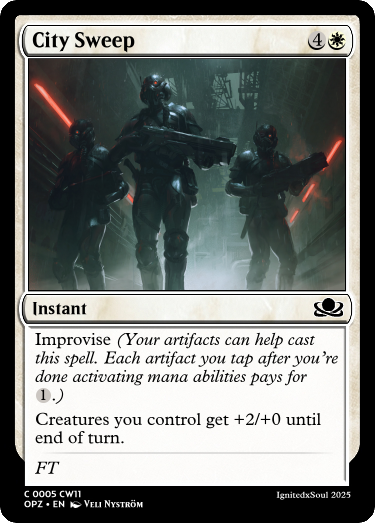 City Sweep 4
Instant
Improvise (Your artifacts can help cast
this spell. Each artifact you tap after you're
done activating mana abilities pays for
1.)
Creatures you control get +2/+0 until
end of turn.
FT
C 0005 CW11
OPZ • EN Veli Nyström
IgnitedxSoul 2025